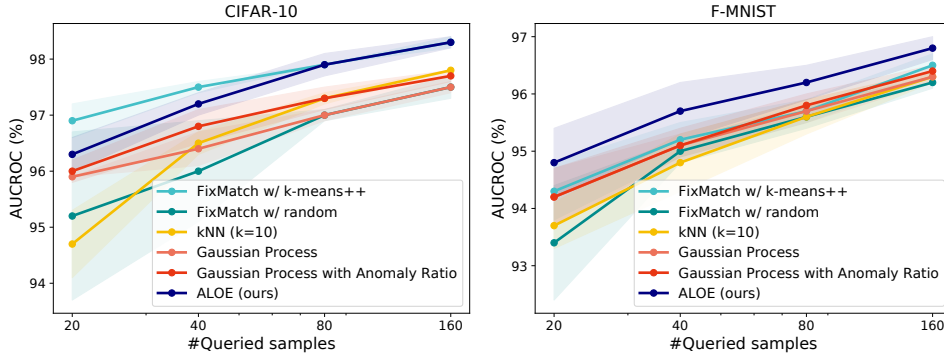 CIFAR-10
AUCROC (%)
98
97
96
95
94
20
40
80
160
#Queried samples
FixMatch w/ k-means++
FixMatch w/ random
kNN (k=10)
Gaussian Process
Gaussian Process with Anomaly Ratio
ALOE (ours)
F-MNIST
AUCROC (%)
97
96
95
94
93
20
40
80
160
#Queried samples
FixMatch w/ k-means++
FixMatch w/ random
kNN (k=10)
Gaussian Process
Gaussian Process with Anomaly Ratio
ALOE (ours)